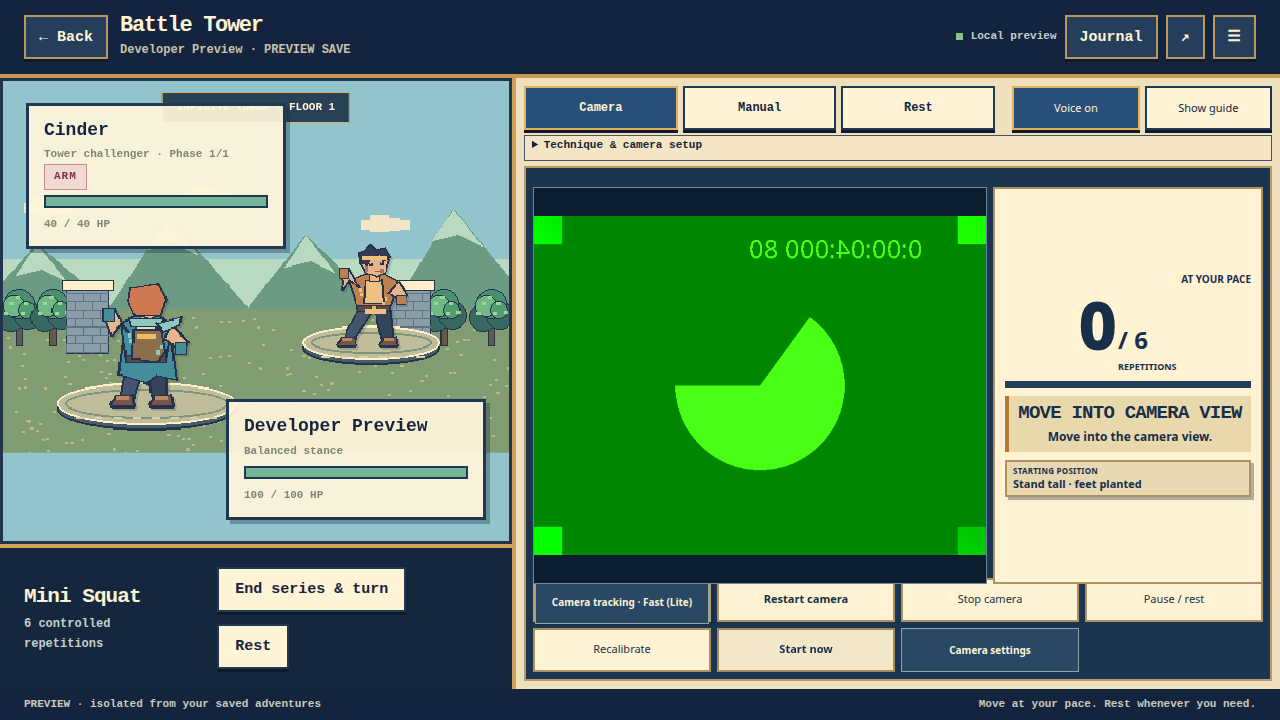 ← Back
Battle Tower
Developer Preview · PREVIEW SAVE
Local preview
Journal
↗
☰
FLOOR 1
Cinder
Tower challenger · Phase 1/1
ARM
40 / 40 HP
Developer Preview
Balanced stance
100 / 100 HP
Mini Squat
6 controlled
repetitions
End series & turn
Rest
Camera
Manual
Rest
Voice on
Show guide
▶ Technique & camera setup
0:00:04:000 80
AT YOUR PACE
0 / 6
REPETITIONS
MOVE INTO CAMERA VIEW
Move into the camera view.
STARTING POSITION
Stand tall · feet planted
Camera tracking · Fast (Lite)
Restart camera
Stop camera
Pause / rest
Recalibrate
Start now
Camera settings
PREVIEW · isolated from your saved adventures
Move at your pace. Rest whenever you need.